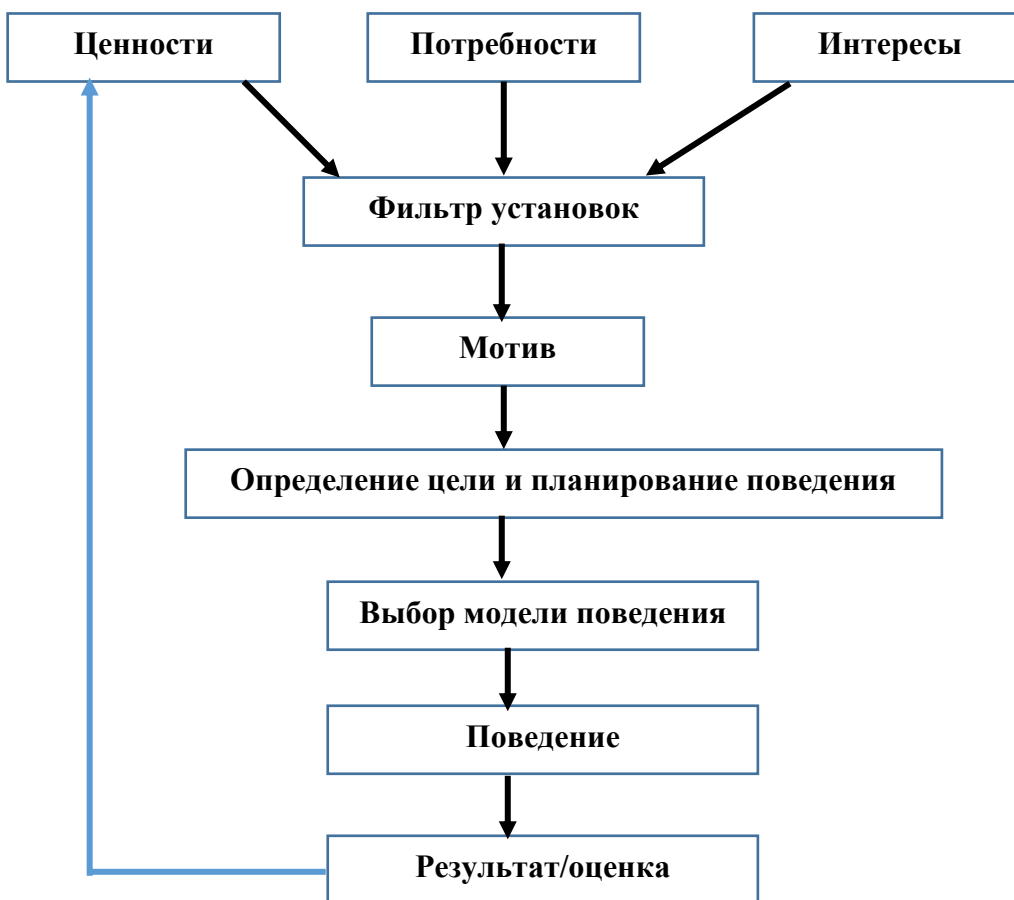 Ценности
Потребности
Интересы
Фильтр установок
Мотив
Определение цели и планирование поведения
Выбор модели поведения
Поведение
Результат/оценка